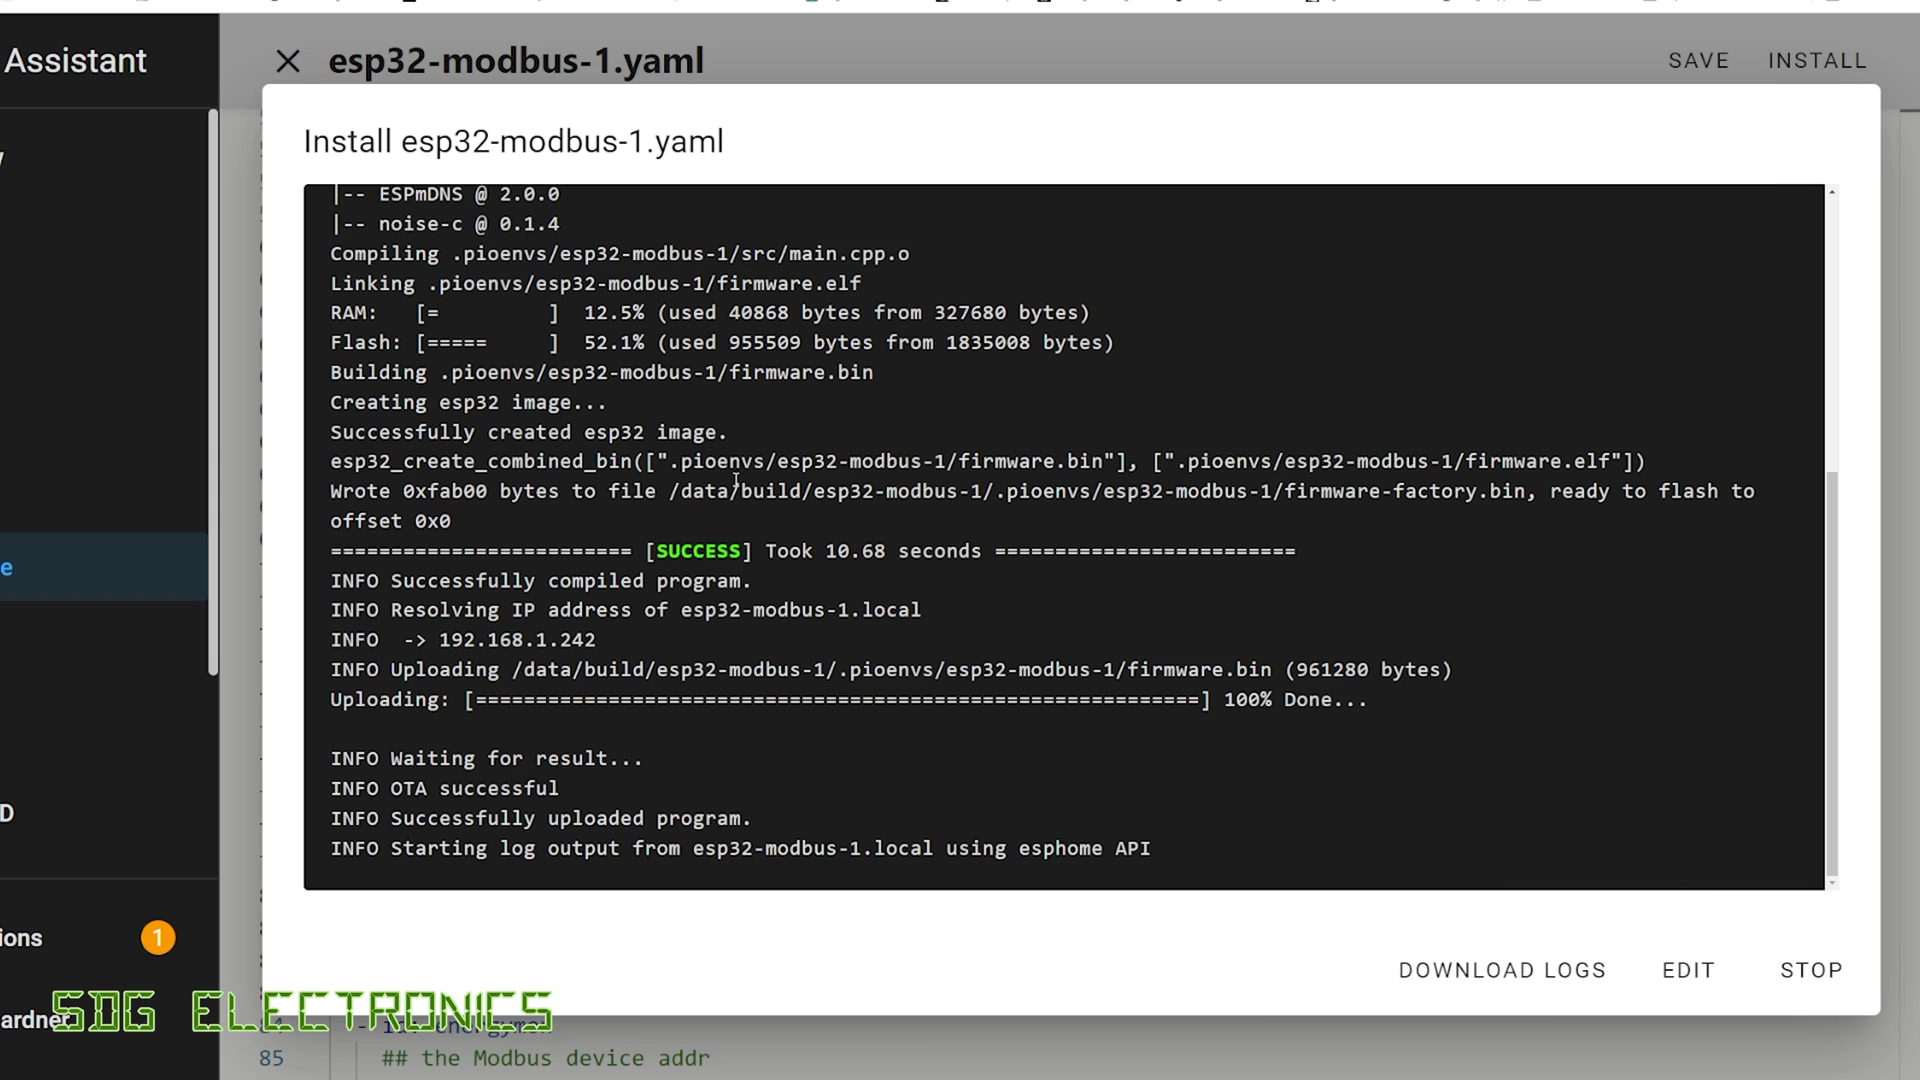 Assistant
esp32-modbus-1.yaml
SAVE
INSTALL
Install esp32-modbus-1.yaml
|-- ESPmDNS @ 2.0.0
|-- noise-c @ 0.1.4
Compiling .pioenvs/esp32-modbus-1/src/main.cpp.o
Linking .pioenvs/esp32-modbus-1/firmware.elf
RAM:   [=         ]  12.5% (used 40868 bytes from 327680 bytes)
Flash: [=====     ]  52.1% (used 955509 bytes from 1835008 bytes)
Building .pioenvs/esp32-modbus-1/firmware.bin
Creating esp32 image...
Successfully created esp32 image.
esp32_create_combined_bin([".pioenvs/esp32-modbus-1/firmware.bin"], [".pioenvs/esp32-modbus-1/firmware.elf"])
Wrote 0xfab00 bytes to file /data/build/esp32-modbus-1/.pioenvs/esp32-modbus-1/firmware-factory.bin, ready to flash to
offset 0x0
========================= [SUCCESS] Took 10.68 seconds =========================
INFO Successfully compiled program.
INFO Resolving IP address of esp32-modbus-1.local
INFO  -> 192.168.1.242
INFO Uploading /data/build/esp32-modbus-1/.pioenvs/esp32-modbus-1/firmware.bin (961280 bytes)
Uploading: [============================================================] 100% Done...
INFO Waiting for result...
INFO OTA successful
INFO Successfully uploaded program.
INFO Starting log output from esp32-modbus-1.local using esphome API
e
D
ions
1
DOWNLOAD LOGS
EDIT
STOP
ardner
SDG ELECTRONICS
85 ## the Modbus device addr